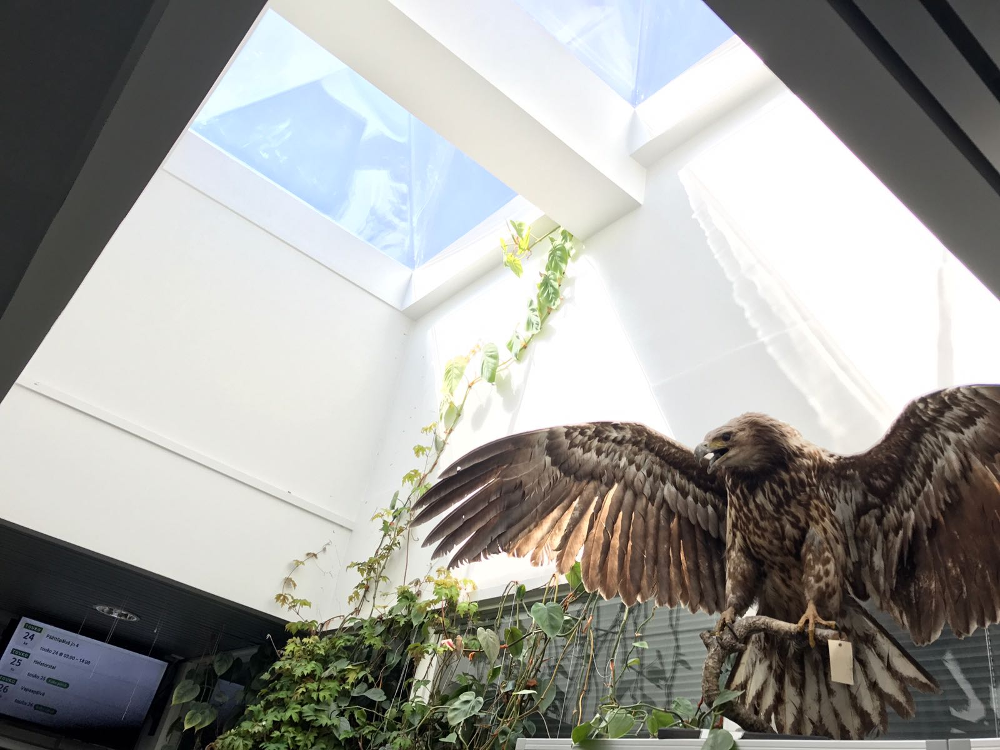 TOUKO
24
ke
Päättöpäivä jn 4
touko 24 @ 09:00 – 14:00
TOUKO
25
to
Helatorstai
touko 25
TOUKO
26
Vapaapäivä
touko 26